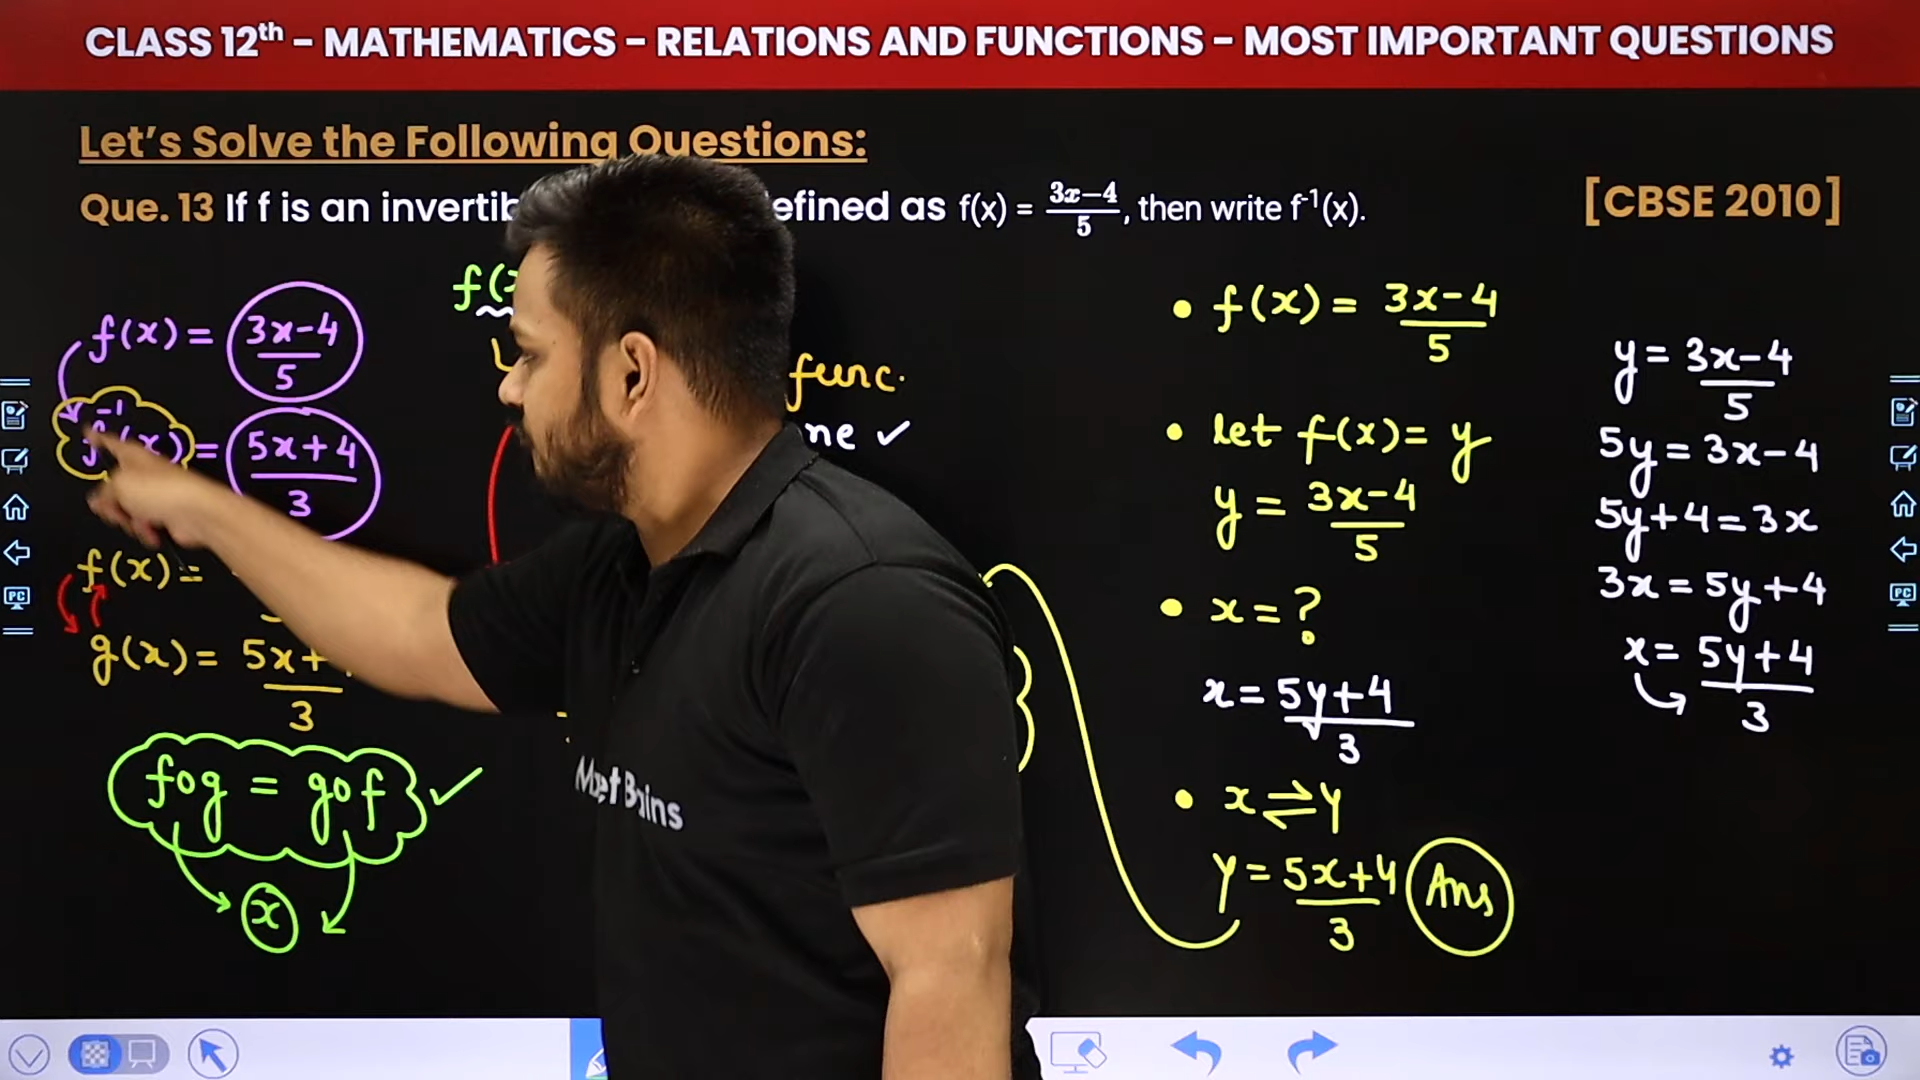 CLASS 12th – MATHEMATICS – RELATIONS AND FUNCTIONS – MOST IMPORTANT QUESTIONS
Let's Solve the Following Questions:
Que. 13 If f is an invertib efined as f(x) = 3x−4/5, then write f⁻¹(x). [CBSE 2010]
f(x) = 3x-4/5
f⁻¹(x) = 5x+4/3
f(x) =
g(x) = 5x+/3
fog = gof ✓
x
f(
func.
ne ✓
• f(x) = 3x-4/5
• let f(x) = y
y = 3x-4/5
• x = ?
x = 5y+4/3
• x ⇌ y
y = 5x+4/3 Ans
y = 3x-4/5
5y = 3x-4
5y+4 = 3x
3x = 5y+4
x = 5y+4/3
PC
PC